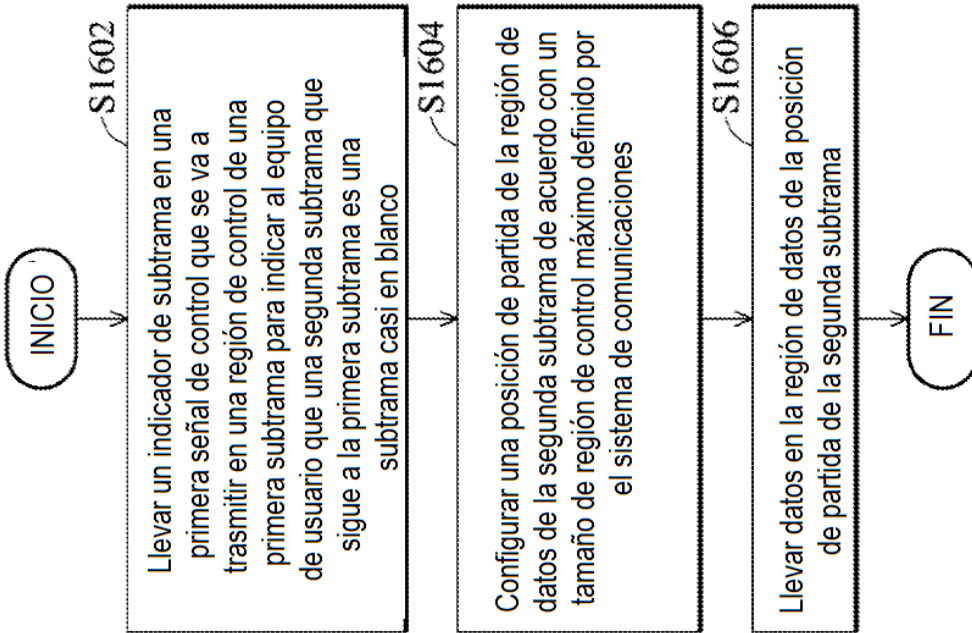 INICIO
S1602
Llevar un indicador de subtrama en una
primera señal de control que se va a
trasmitir en una región de control de una
primera subtrama para indicar al equipo
de usuario que una segunda subtrama que
sigue a la primera subtrama es una
subtrama casi en blanco
S1604
Configurar una posición de partida de la región de
datos de la segunda subtrama de acuerdo con un
tamaño de región de control máximo definido por
el sistema de comunicaciones
S1606
Llevar datos en la región de datos de la posición
de partida de la segunda subtrama
FIN